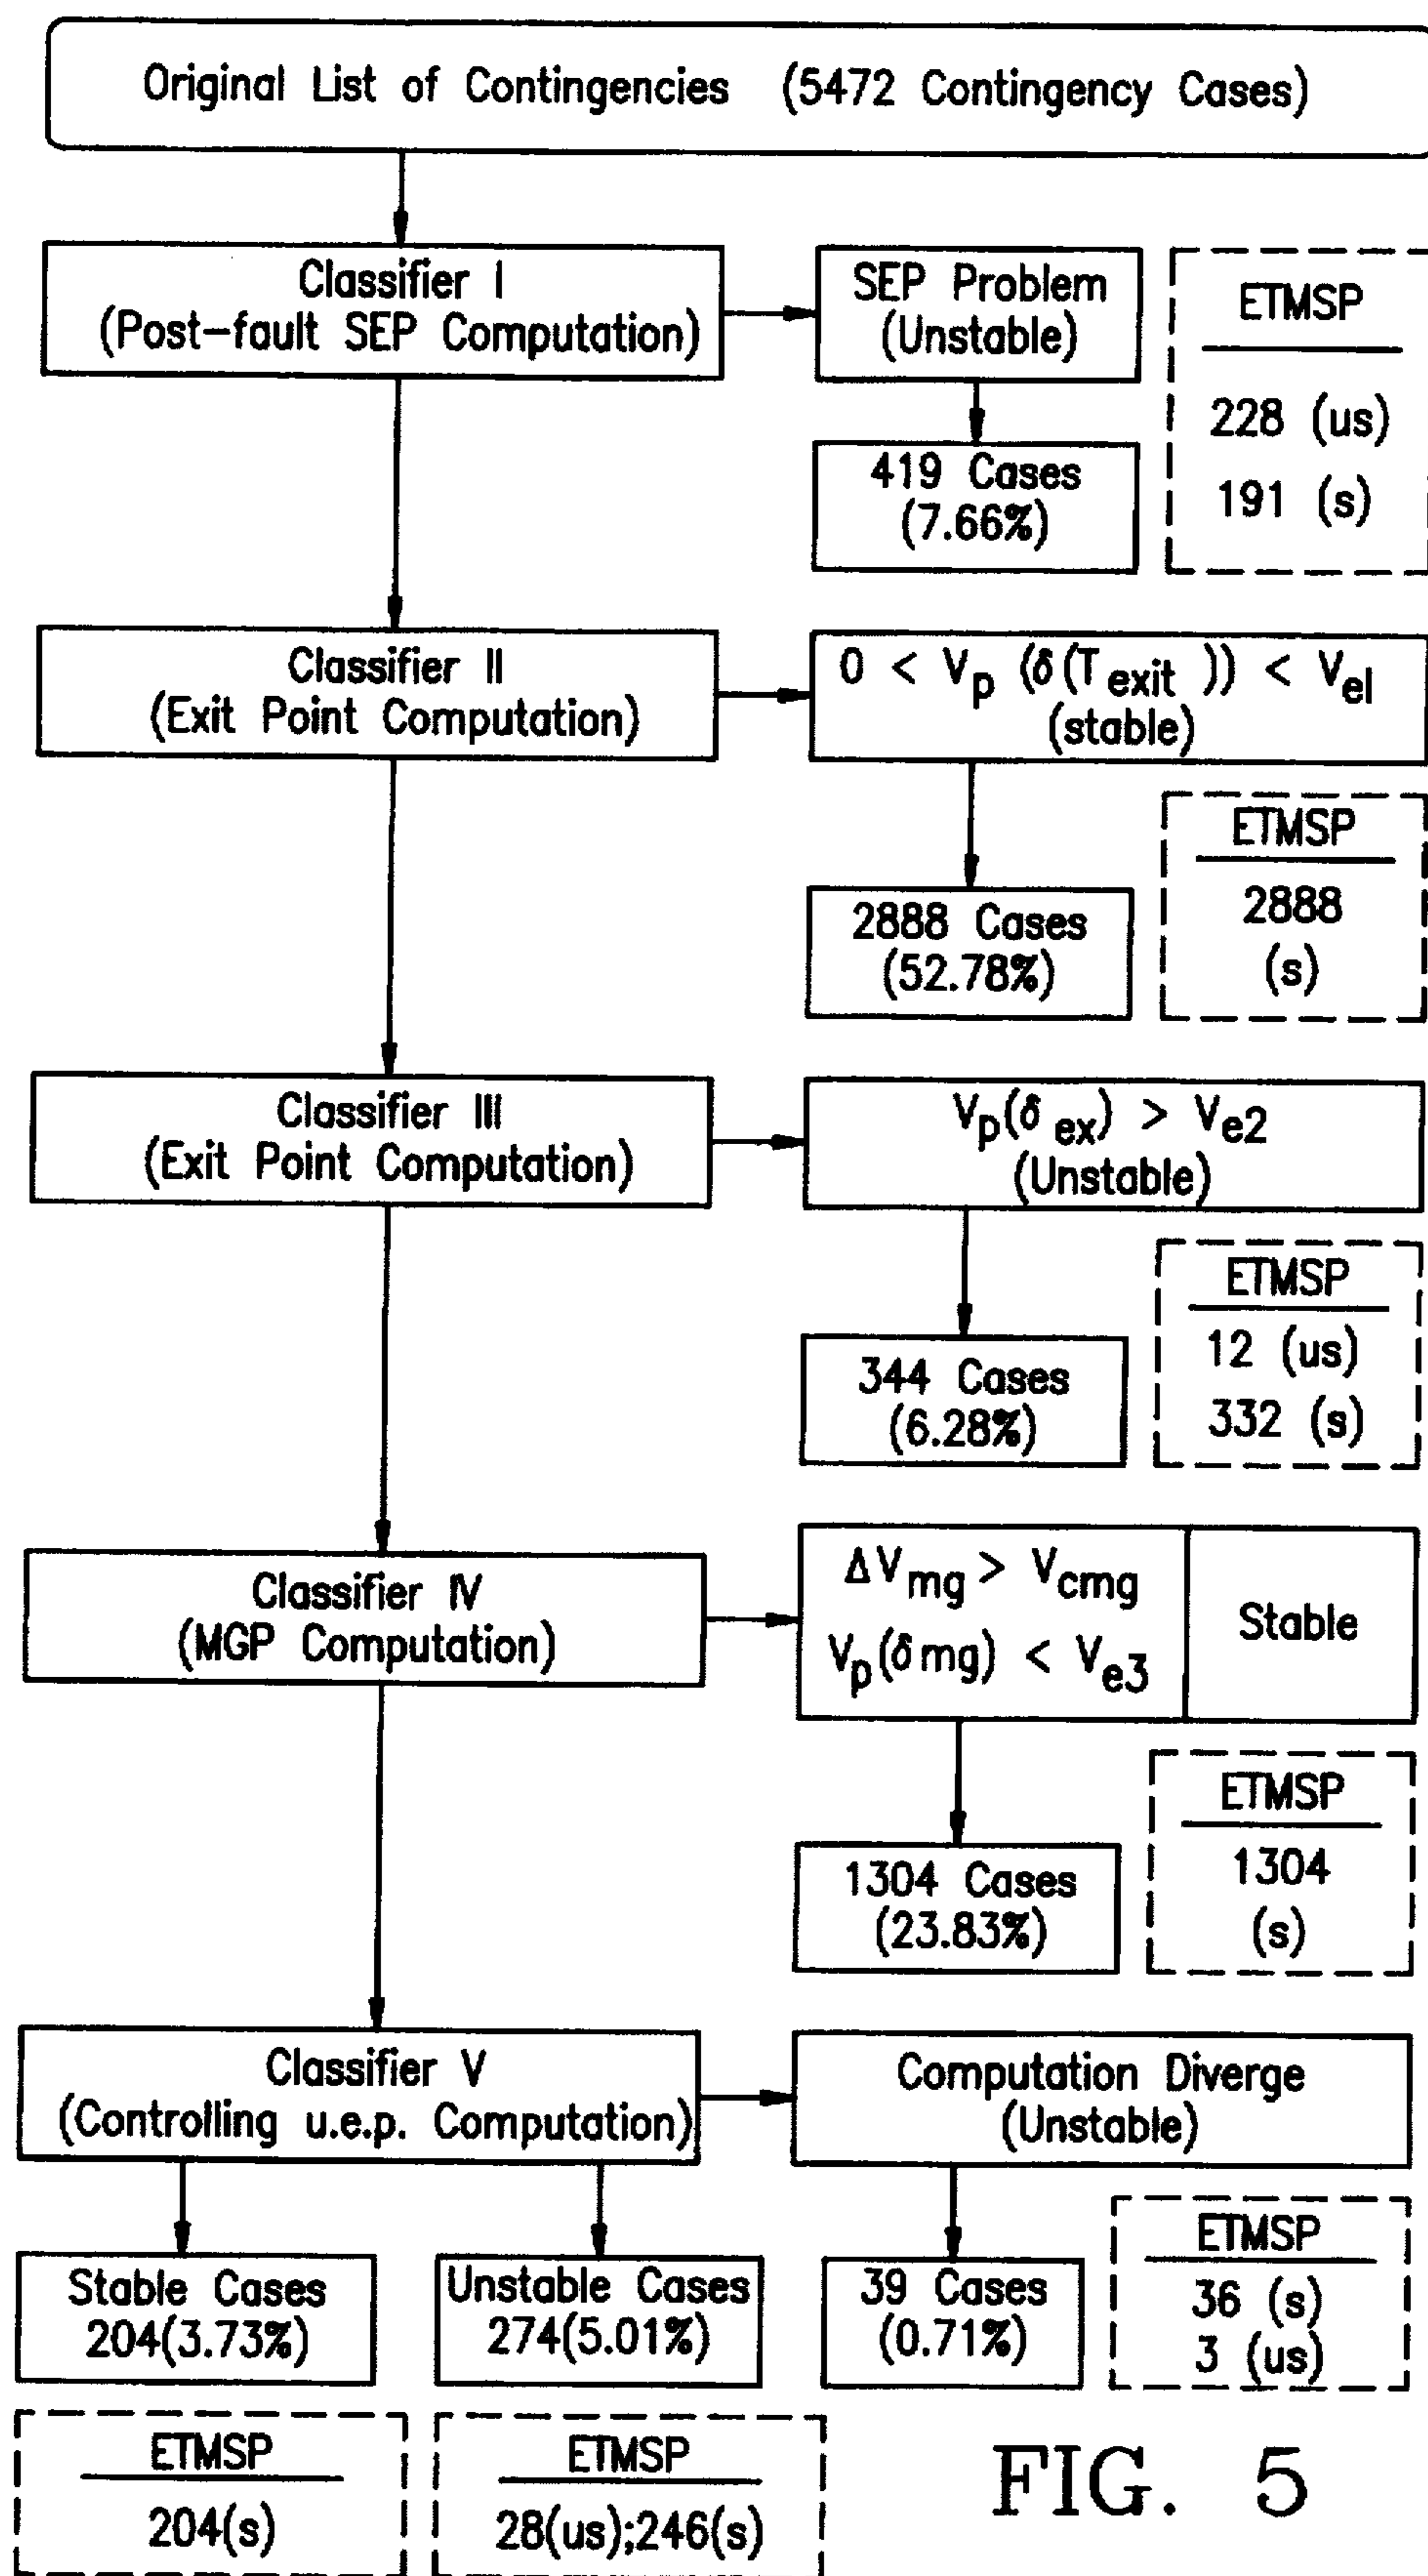 Original List of Contingencies (5472 Contingency Cases)
Classifier I
(Post-fault SEP Computation)
SEP Problem
(Unstable)
ETMSP
228 (us)
191 (s)
419 Cases
(7.66%)
Classifier II
(Exit Point Computation)
0 < Vp (δ(Texit )) < Vel
(stable)
ETMSP
2888
(s)
2888 Cases
(52.78%)
Classifier III
(Exit Point Computation)
Vp(δ ex) > Ve2
(Unstable)
ETMSP
12 (us)
332 (s)
344 Cases
(6.28%)
Classifier IV
(MGP Computation)
ΔVmg > Vcmg
Vp(δ mg) < Ve3
Stable
ETMSP
1304
(s)
1304 Cases
(23.83%)
Classifier V
(Controlling u.e.p. Computation)
Computation Diverge
(Unstable)
Stable Cases
204(3.73%)
Unstable Cases
274(5.01%)
39 Cases
(0.71%)
ETMSP
36 (s)
3 (us)
ETMSP
204(s)
ETMSP
28(us);246(s)
FIG. 5